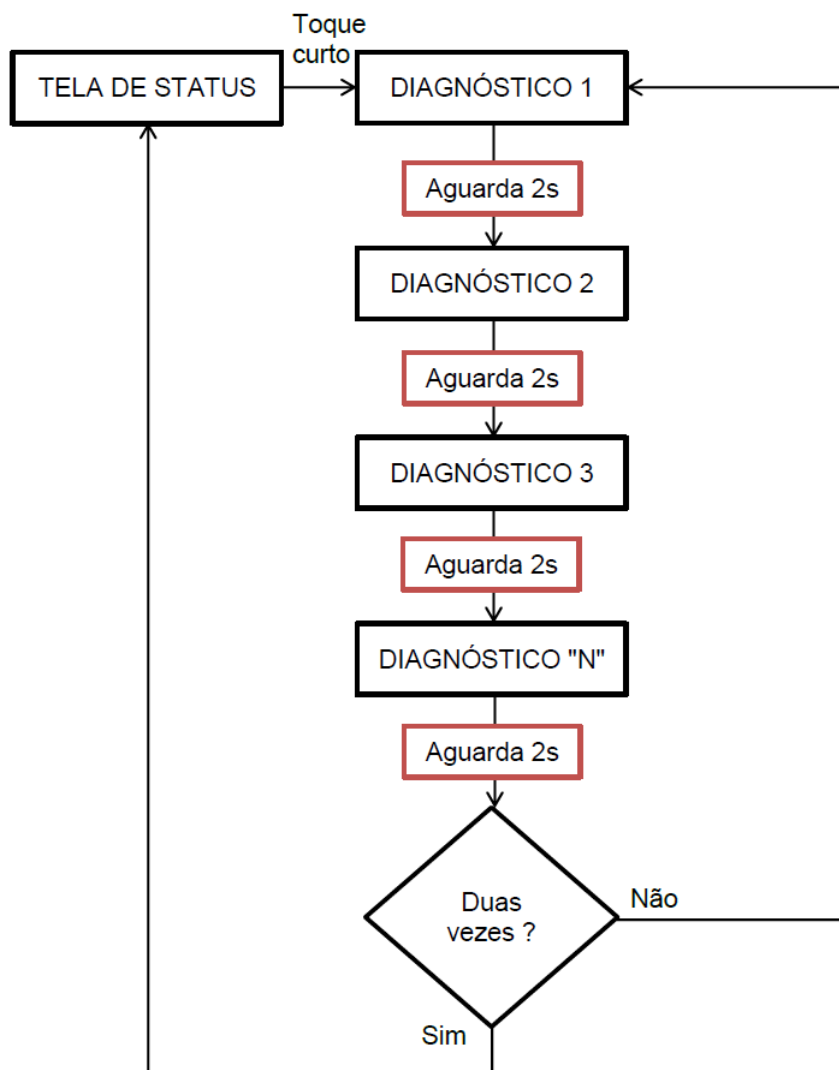 Toque
curto
TELA DE STATUS
DIAGNÓSTICO 1
Aguarda 2s
DIAGNÓSTICO 2
Aguarda 2s
DIAGNÓSTICO 3
Aguarda 2s
DIAGNÓSTICO "N"
Aguarda 2s
Duas
vezes ?
Não
Sim